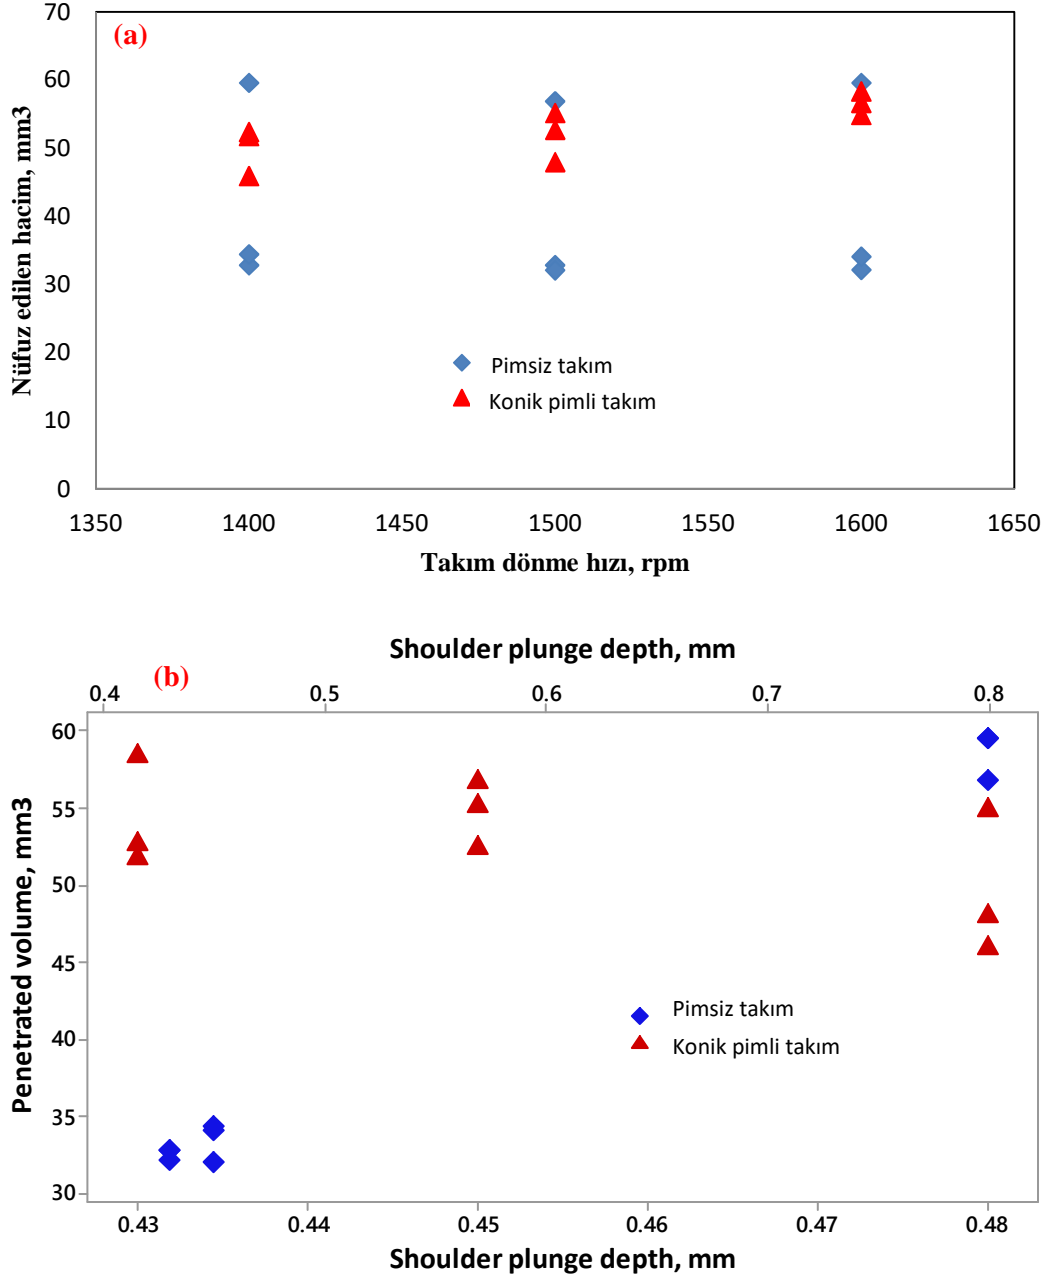 70
(a)
60
50
40
30
20
10
0
Nüfuz edilen hacim, mm3
Pimsiz takım
Konik pimli takım
1350 1400 1450 1500 1550 1600 1650
Takım dönme hızı, rpm
Shoulder plunge depth, mm
(b)
0.4 0.5 0.6 0.7 0.8
60
55
50
45
40
35
30
Penetrated volume, mm3
Pimsiz takım
Konik pimli takım
0.43 0.44 0.45 0.46 0.47 0.48
Shoulder plunge depth, mm